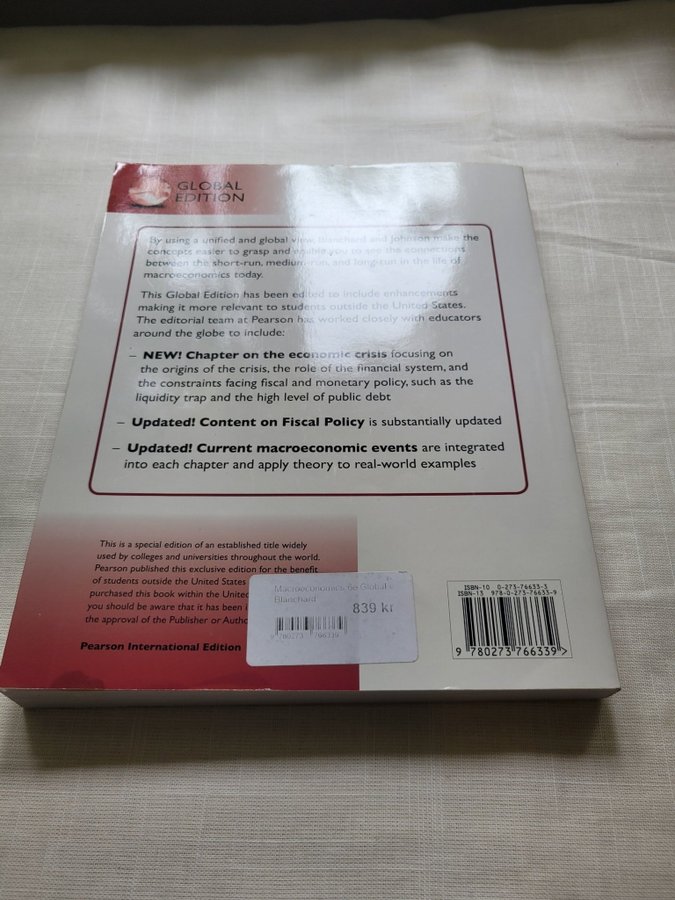 GLOBAL
EDITION
By using a unified and global view, Blanchard and Johnson make the
concepts easier to grasp and enable you to see the connections
between the short-run, medium-run, and long-run in the life of
macroeconomics today.
This Global Edition has been edited to include enhancements
making it more relevant to students outside the United States.
The editorial team at Pearson has worked closely with educators
around the globe to include:
– NEW! Chapter on the economic crisis focusing on
the origins of the crisis, the role of the financial system, and
the constraints facing fiscal and monetary policy, such as the
liquidity trap and the high level of public debt
– Updated! Content on Fiscal Policy is substantially updated
– Updated! Current macroeconomic events are integrated
into each chapter and apply theory to real-world examples
This is a special edition of an established title widely
used by colleges and universities throughout the world.
Pearson published this exclusive edition for the benefit
of students outside the United States
purchased this book within the United
you should be aware that it has been
the approval of the Publisher or Autho
Pearson International Edition
Macroeconomics 6e Global e
Blanchard
839 kr
9 780273 766339
ISBN-10 0-273-76633-3
ISBN-13 978-0-273-76633-9
9 780273 766339 >